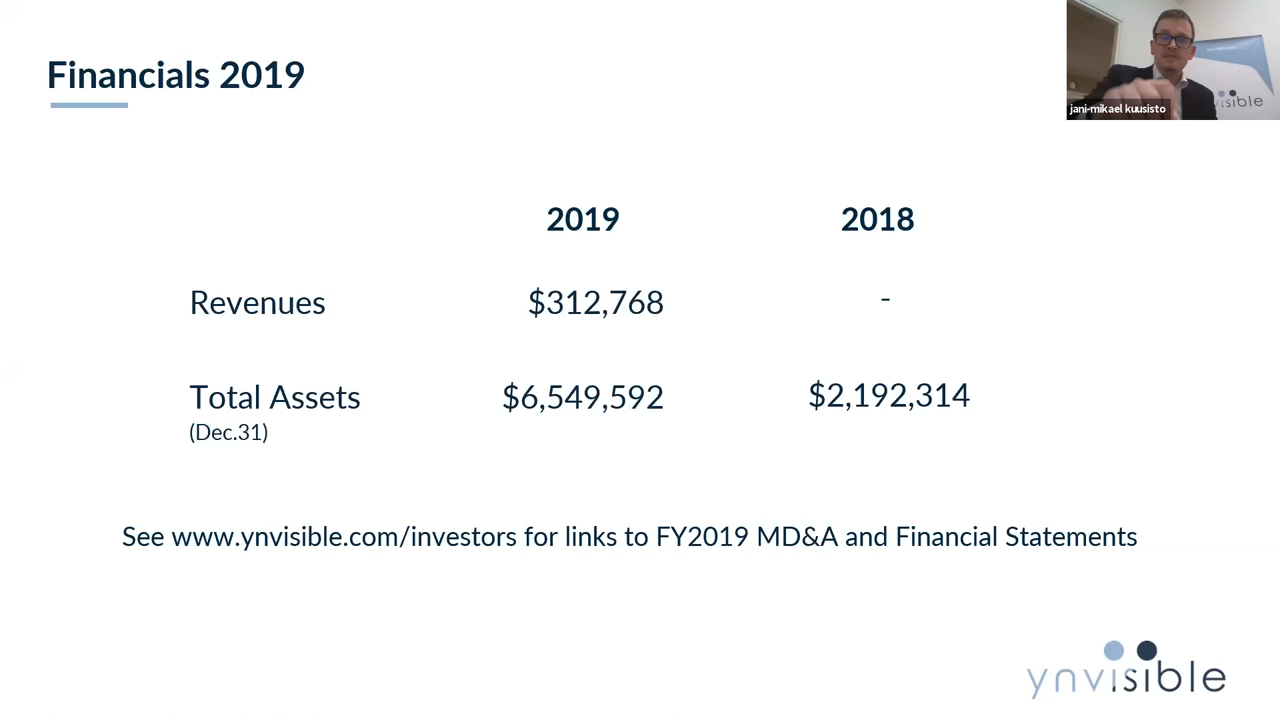 Financials 2019
jani-mikael kuusisto
2019 2018
Revenues $312,768 -
Total Assets $6,549,592 $2,192,314
(Dec.31)
See www.ynvisible.com/investors for links to FY2019 MD&A and Financial Statements
ynvisible